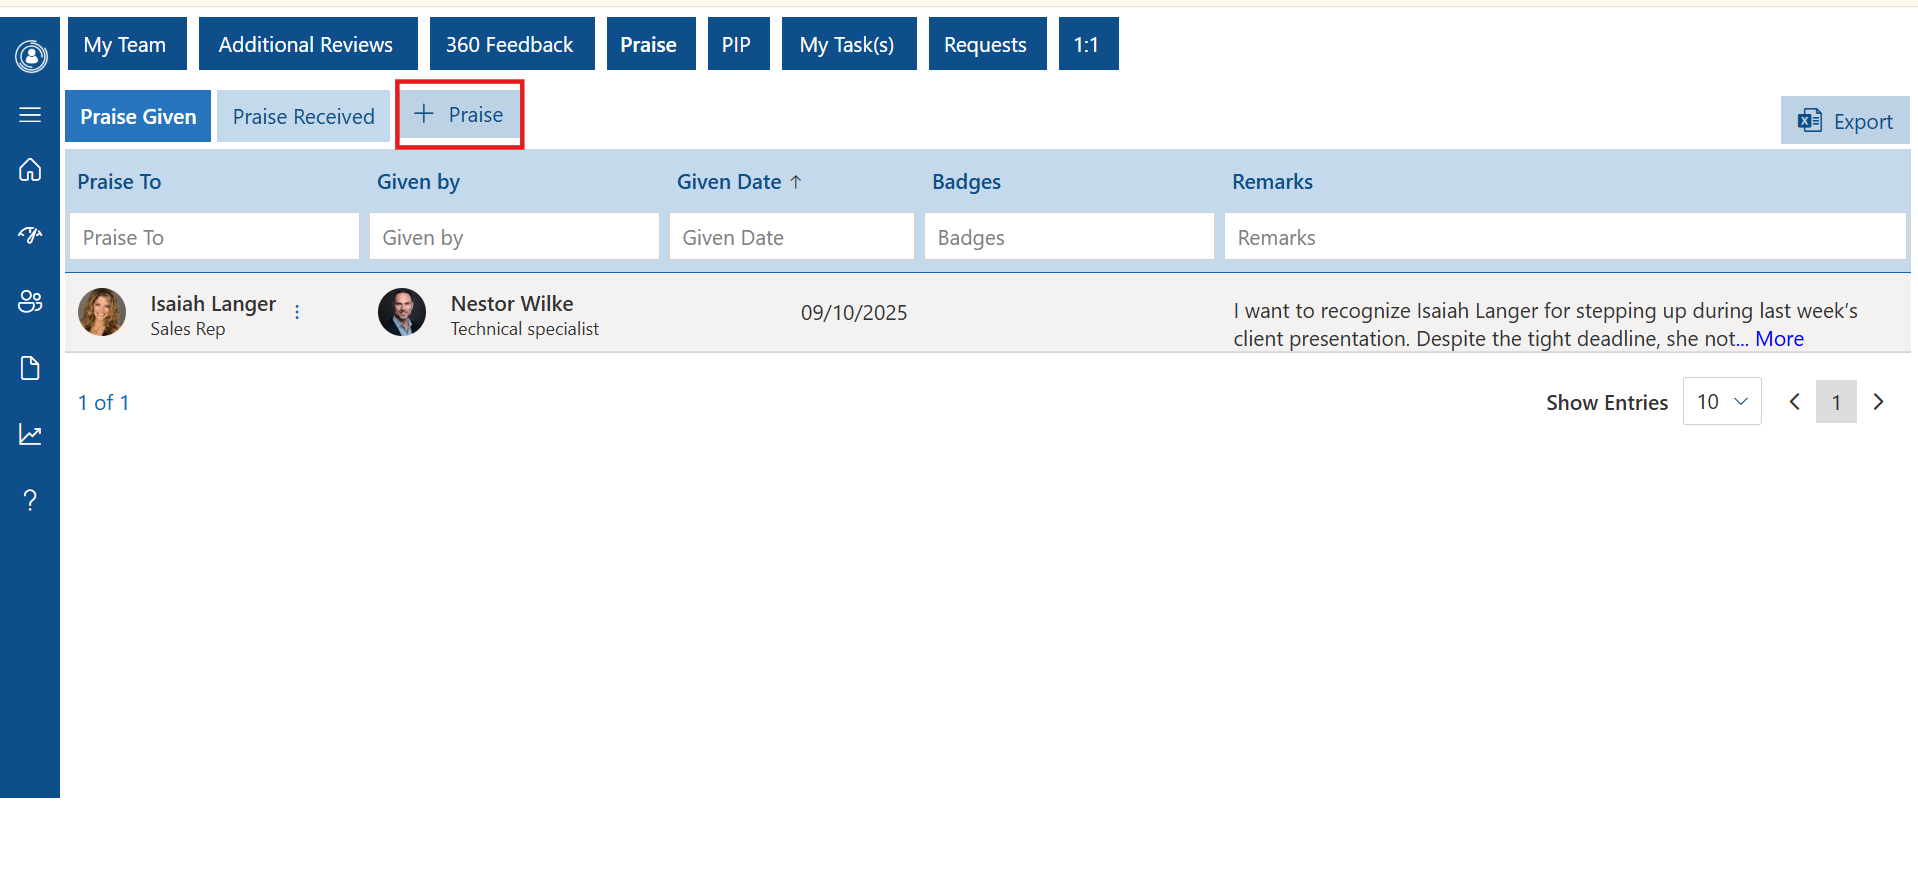 My Team Additional Reviews 360 Feedback Praise PIP My Task(s) Requests 1:1
Praise Given Praise Received + Praise Export
Praise To Given by Given Date ↑ Badges Remarks
Praise To Given by Given Date Badges Remarks
Isaiah Langer Nestor Wilke 09/10/2025 I want to recognize Isaiah Langer for stepping up during last week’s
Sales Rep Technical specialist client presentation. Despite the tight deadline, she not... More
1 of 1 Show Entries 10 1